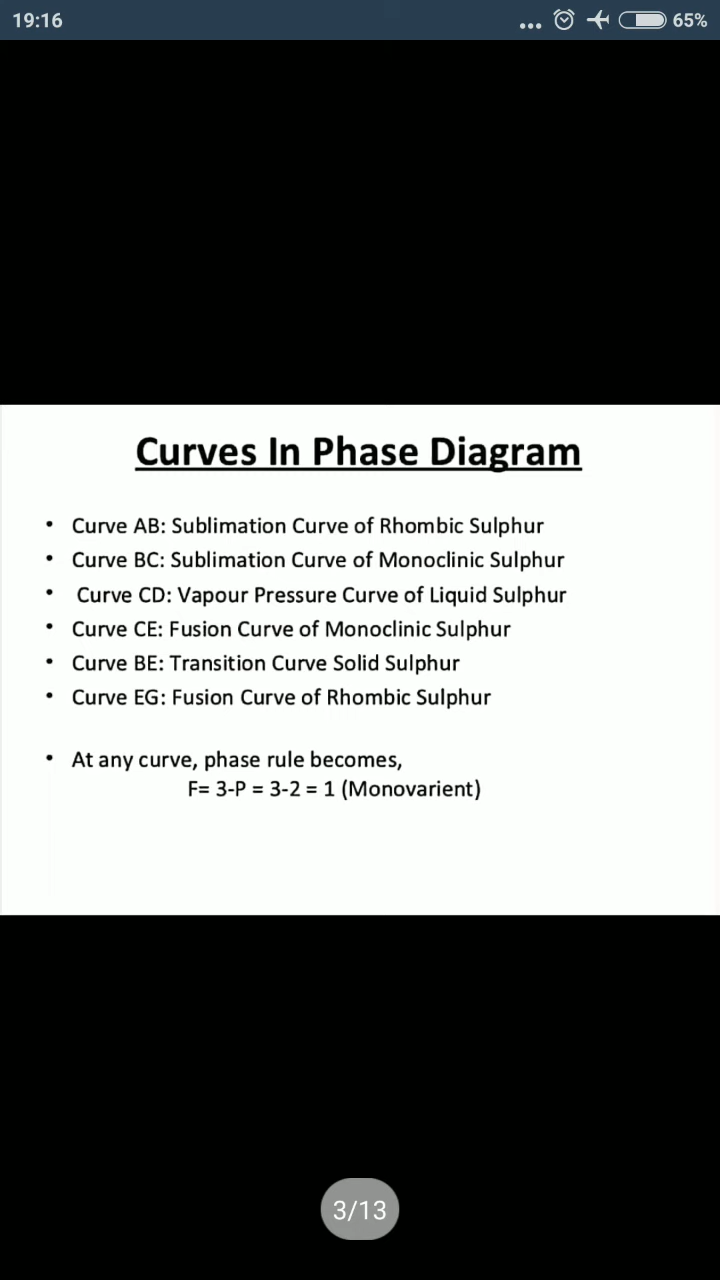 19:16
65%
Curves In Phase Diagram
• Curve AB: Sublimation Curve of Rhombic Sulphur
• Curve BC: Sublimation Curve of Monoclinic Sulphur
• Curve CD: Vapour Pressure Curve of Liquid Sulphur
• Curve CE: Fusion Curve of Monoclinic Sulphur
• Curve BE: Transition Curve Solid Sulphur
• Curve EG: Fusion Curve of Rhombic Sulphur
• At any curve, phase rule becomes,
F= 3-P = 3-2 = 1 (Monovarient)
3/13